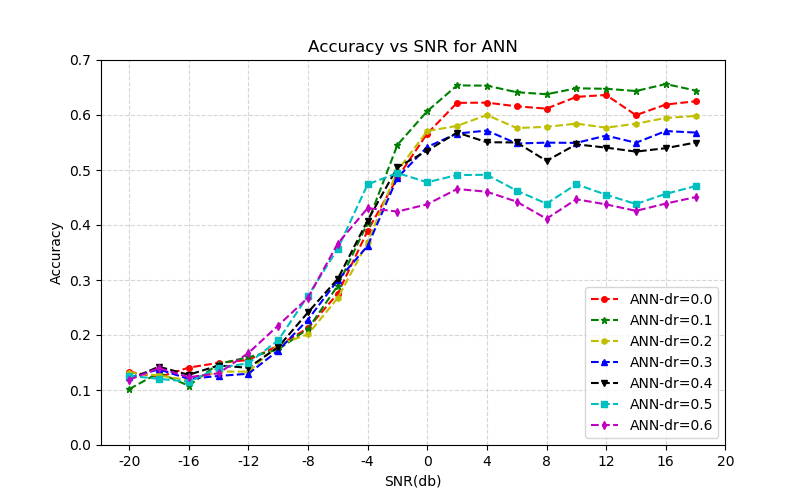 Accuracy vs SNR for ANN
0.7
0.6
0.5
0.4
0.3
0.2
0.1
0.0
Accuracy
ANN-dr=0.0
ANN-dr=0.1
ANN-dr=0.2
ANN-dr=0.3
ANN-dr=0.4
ANN-dr=0.5
ANN-dr=0.6
-20 -16 -12 -8 -4 0 4 8 12 16 20
SNR(db)